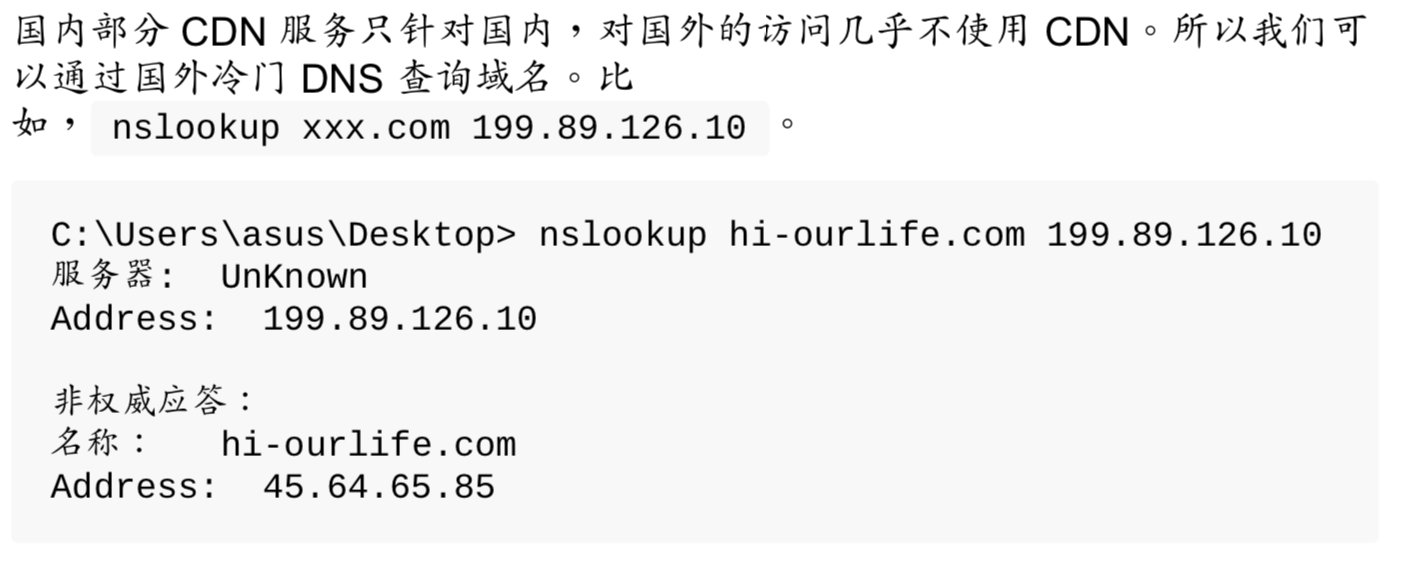 国内部分 CDN 服务只针对国内，对国外的访问几乎不使用 CDN。所以我们可
以通过国外冷门 DNS 查询域名。比
如， nslookup xxx.com 199.89.126.10 。
C:\Users\asus\Desktop> nslookup hi-ourlife.com 199.89.126.10
服务器:  UnKnown
Address:  199.89.126.10
非权威应答：
名称：   hi-ourlife.com
Address:  45.64.65.85